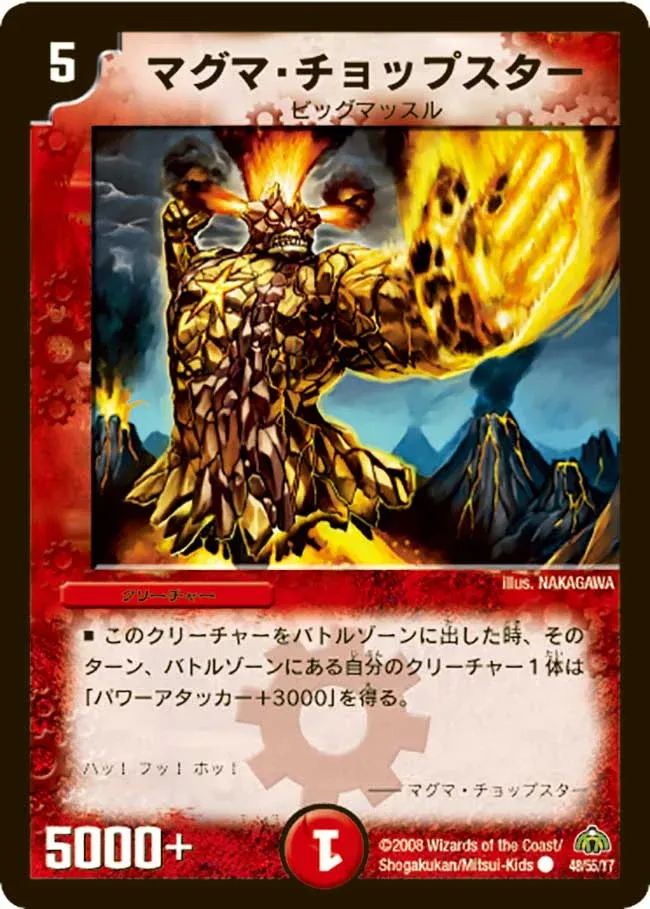 5
マグマ・チョップスター
ビッグマッスル
illus. NAKAGAWA
クリーチャー
■ このクリーチャーをバトルゾーンに出した時、その
ターン、バトルゾーンにある自分のクリーチャー１体は
「パワーアタッカー+3000」を得る。
ハッ！ フッ！ ホッ！
—— マグマ・チョップスター
5000+
1
©2008 Wizards of the Coast/
Shogakukan/Mitsui-Kids
48/55/Y7